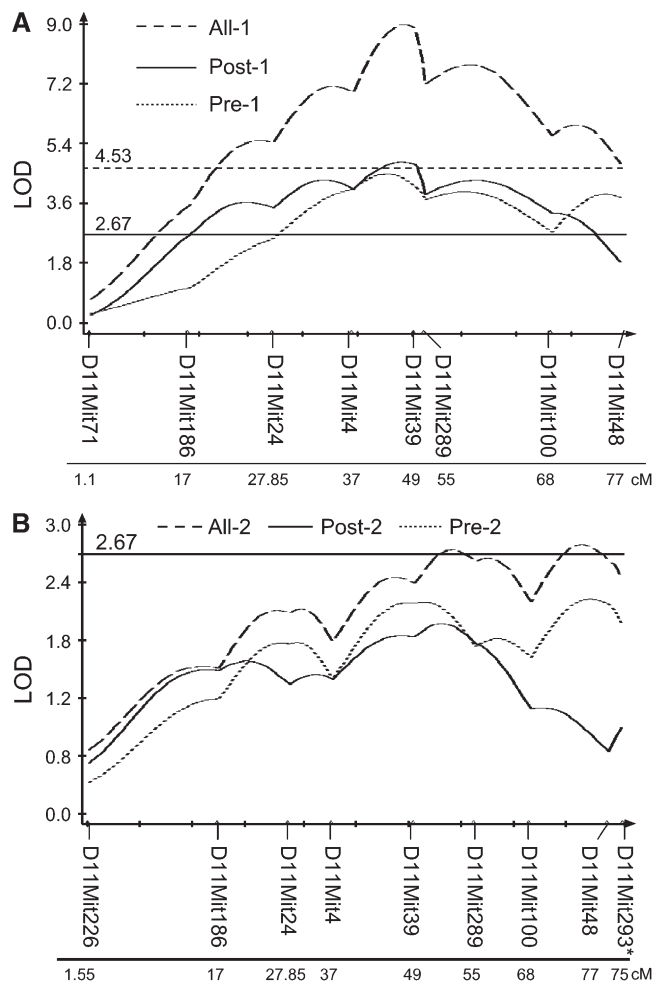 A
All-1
Post-1
Pre-1
LOD
9.0
7.2
5.4
4.53
3.6
2.67
1.8
0.0
D11Mit71 D11Mit186 D11Mit24 D11Mit4 D11Mit39 D11Mit289 D11Mit100 D11Mit48
1.1 17 27.85 37 49 55 68 77 cM
B
All-2 Post-2 Pre-2
LOD
3.0
2.67
2.4
1.8
1.2
0.8
0.0
D11Mit226 D11Mit186 D11Mit24 D11Mit4 D11Mit39 D11Mit289 D11Mit100 D11Mit48 D11Mit293*
1.55 17 27.85 37 49 55 68 77 75 cM